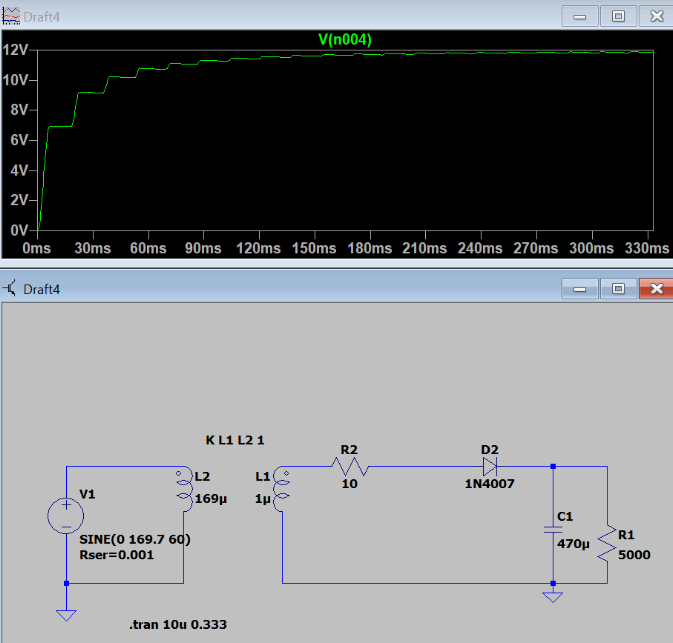 Draft4
V(n004)
12V
10V
8V
6V
4V
2V
0V
0ms 30ms 60ms 90ms 120ms 150ms 180ms 210ms 240ms 270ms 300ms 330ms
Draft4
K L1 L2 1
R2
10
D2
1N4007
L2
169µ
L1
1µ
V1
SINE(0 169.7 60)
Rser=0.001
C1
470µ
R1
5000
.tran 10u 0.333